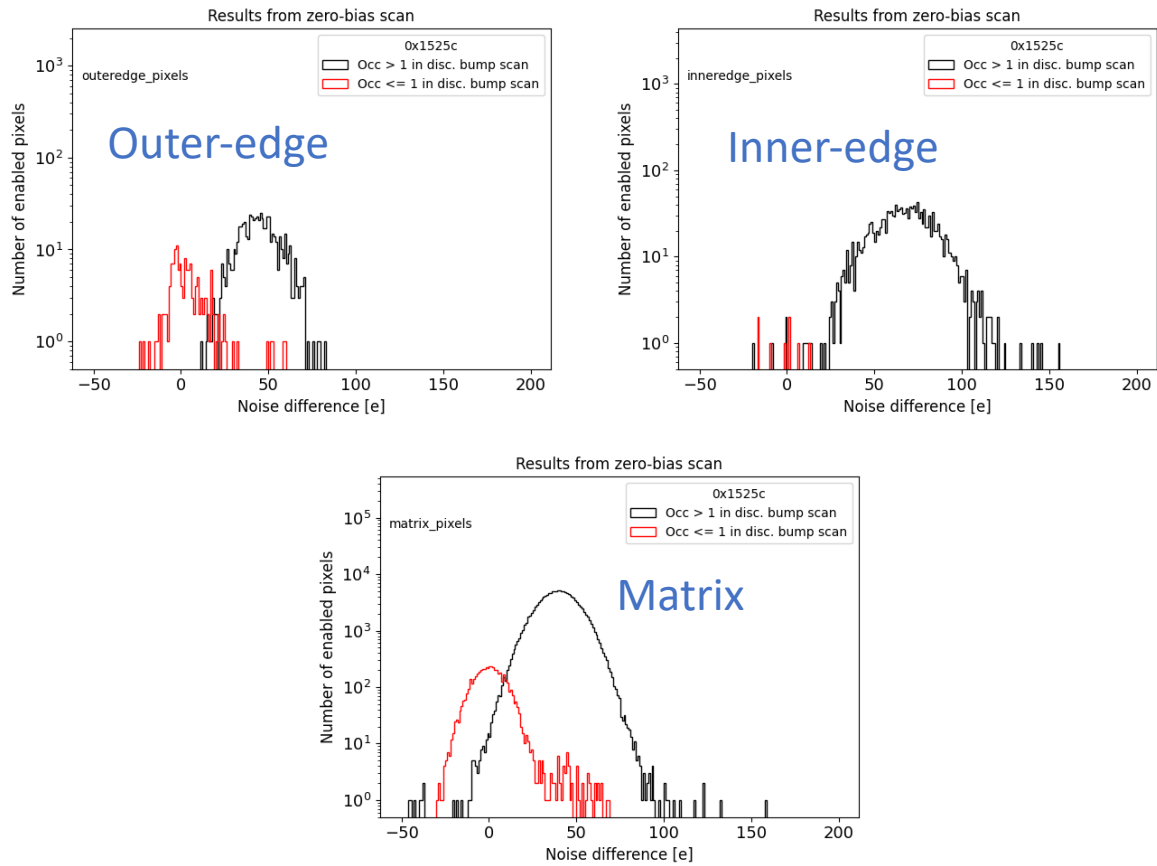 Results from zero-bias scan
0x1525c
Occ > 1 in disc. bump scan
Occ <= 1 in disc. bump scan
outeredge_pixels
Outer-edge
Number of enabled pixels
10³
10²
10¹
10⁰
−50 0 50 100 150 200
Noise difference [e]
Results from zero-bias scan
0x1525c
Occ > 1 in disc. bump scan
Occ <= 1 in disc. bump scan
inneredge_pixels
Inner-edge
Number of enabled pixels
10³
10²
10¹
10⁰
−50 0 50 100 150 200
Noise difference [e]
Results from zero-bias scan
0x1525c
Occ > 1 in disc. bump scan
Occ <= 1 in disc. bump scan
matrix_pixels
Matrix
Number of enabled pixels
10⁵
10⁴
10³
10²
10¹
10⁰
−50 0 50 100 150 200
Noise difference [e]